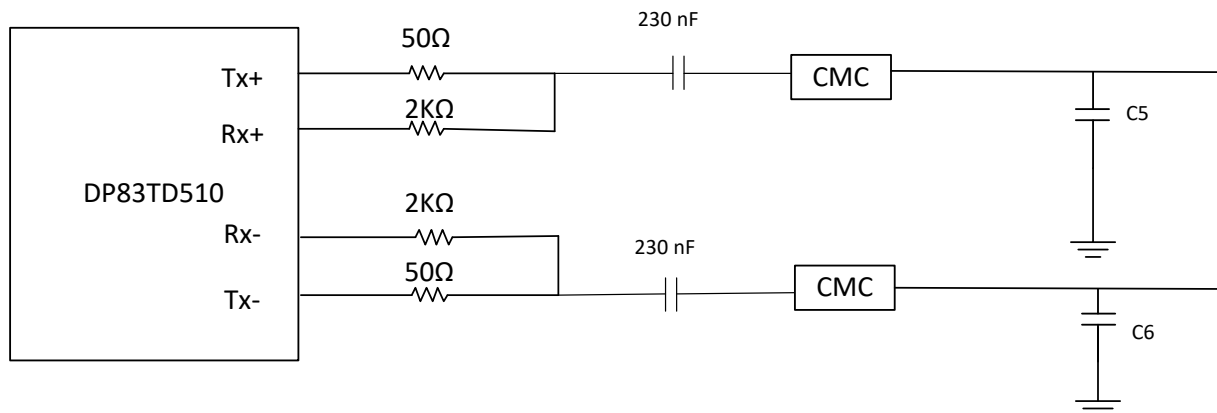 230 nF
50Ω
CMC
Tx+
C5
2KΩ
Rx+
DP83TD510
2KΩ
Rx-
230 nF
50Ω
CMC
Tx-
C6